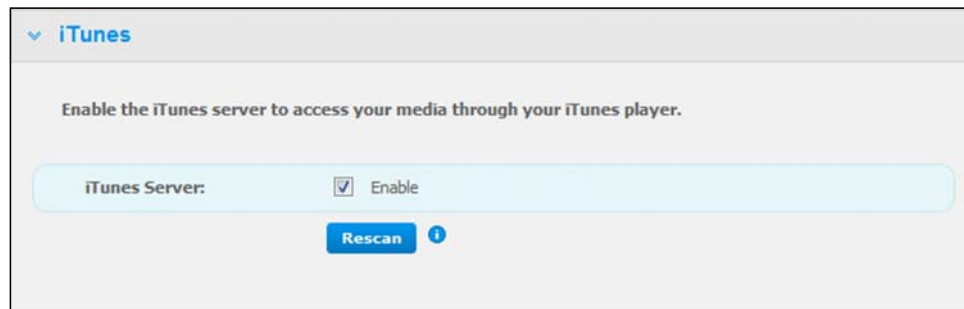 iTunes
Enable the iTunes server to access your media through your iTunes player.
iTunes Server: Enable
Rescan